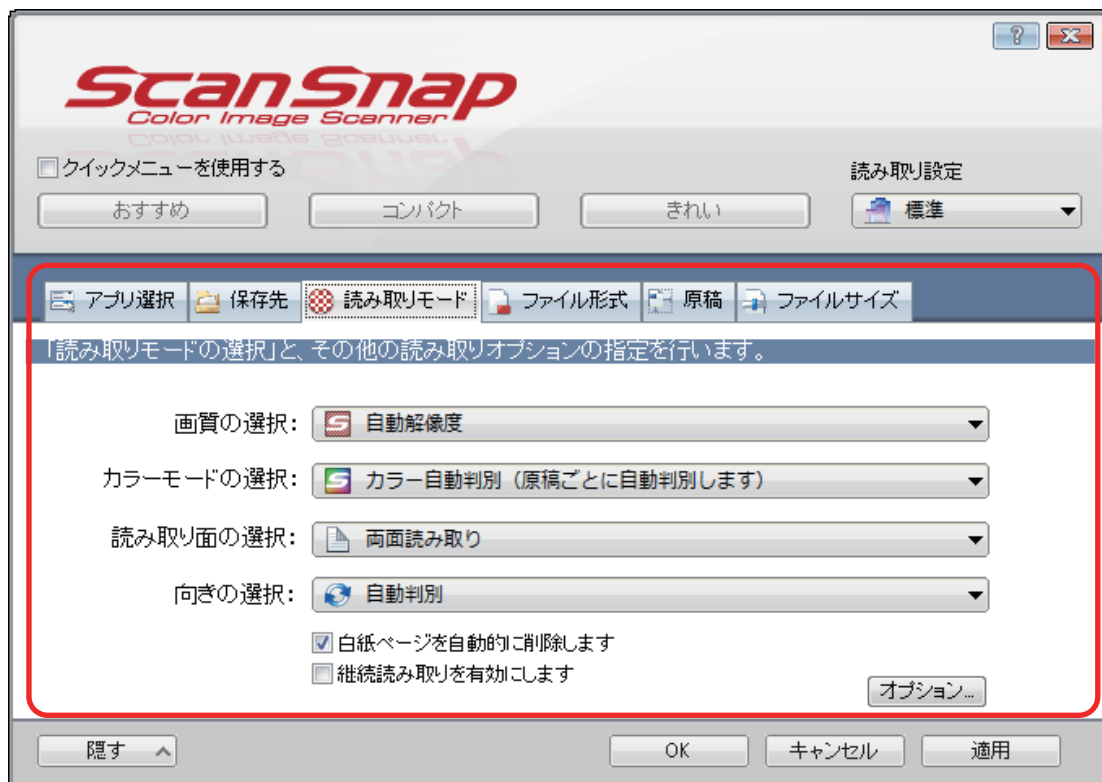 ?
ScanSnap
Color Image Scanner
クイックメニューを使用する
読み取り設定
おすすめ
コンパクト
きれい
標準
アプリ選択
保存先
読み取りモード
ファイル形式
原稿
ファイルサイズ
「読み取りモードの選択」と、その他の読み取りオプションの指定を行います。
画質の選択: 自動解像度
カラーモードの選択: カラー自動判別（原稿ごとに自動判別します）
読み取り面の選択: 両面読み取り
向きの選択: 自動判別
白紙ページを自動的に削除します
継続読み取りを有効にします
オプション...
隠す
OK
キャンセル
適用